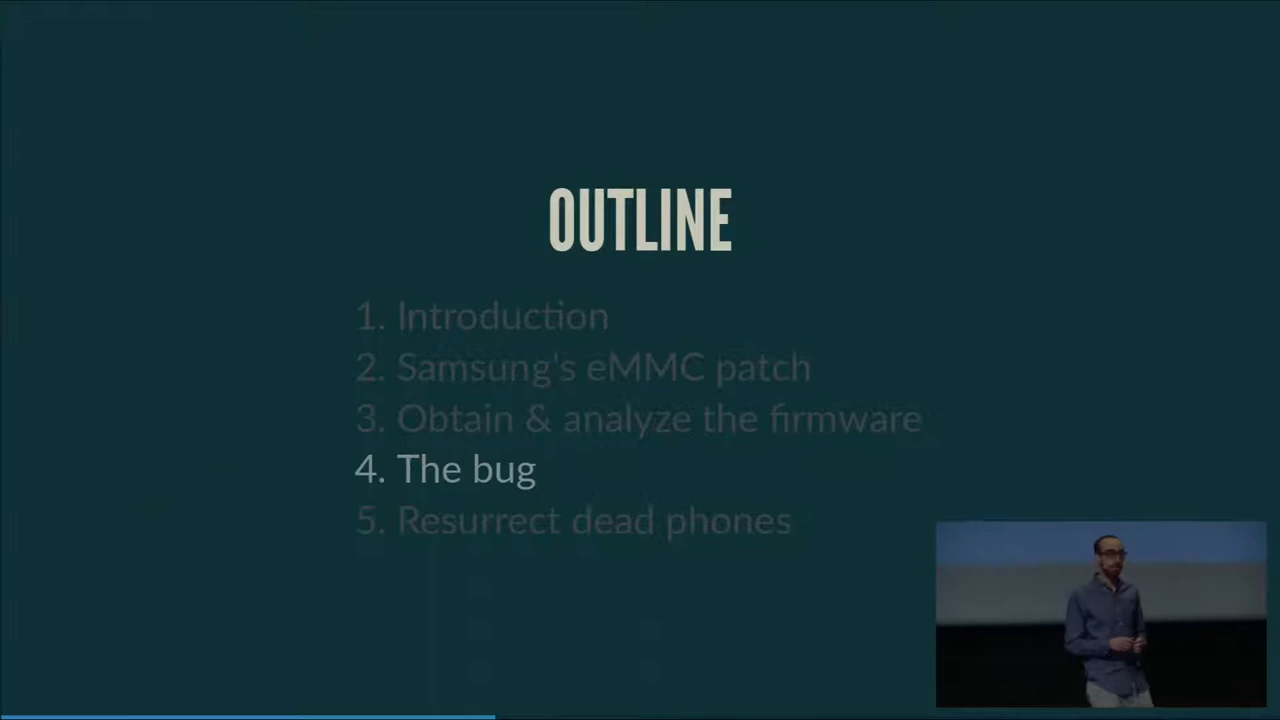 OUTLINE
1. Introduction
2. Samsung's eMMC patch
3. Obtain & analyze the firmware
4. The bug
5. Resurrect dead phones